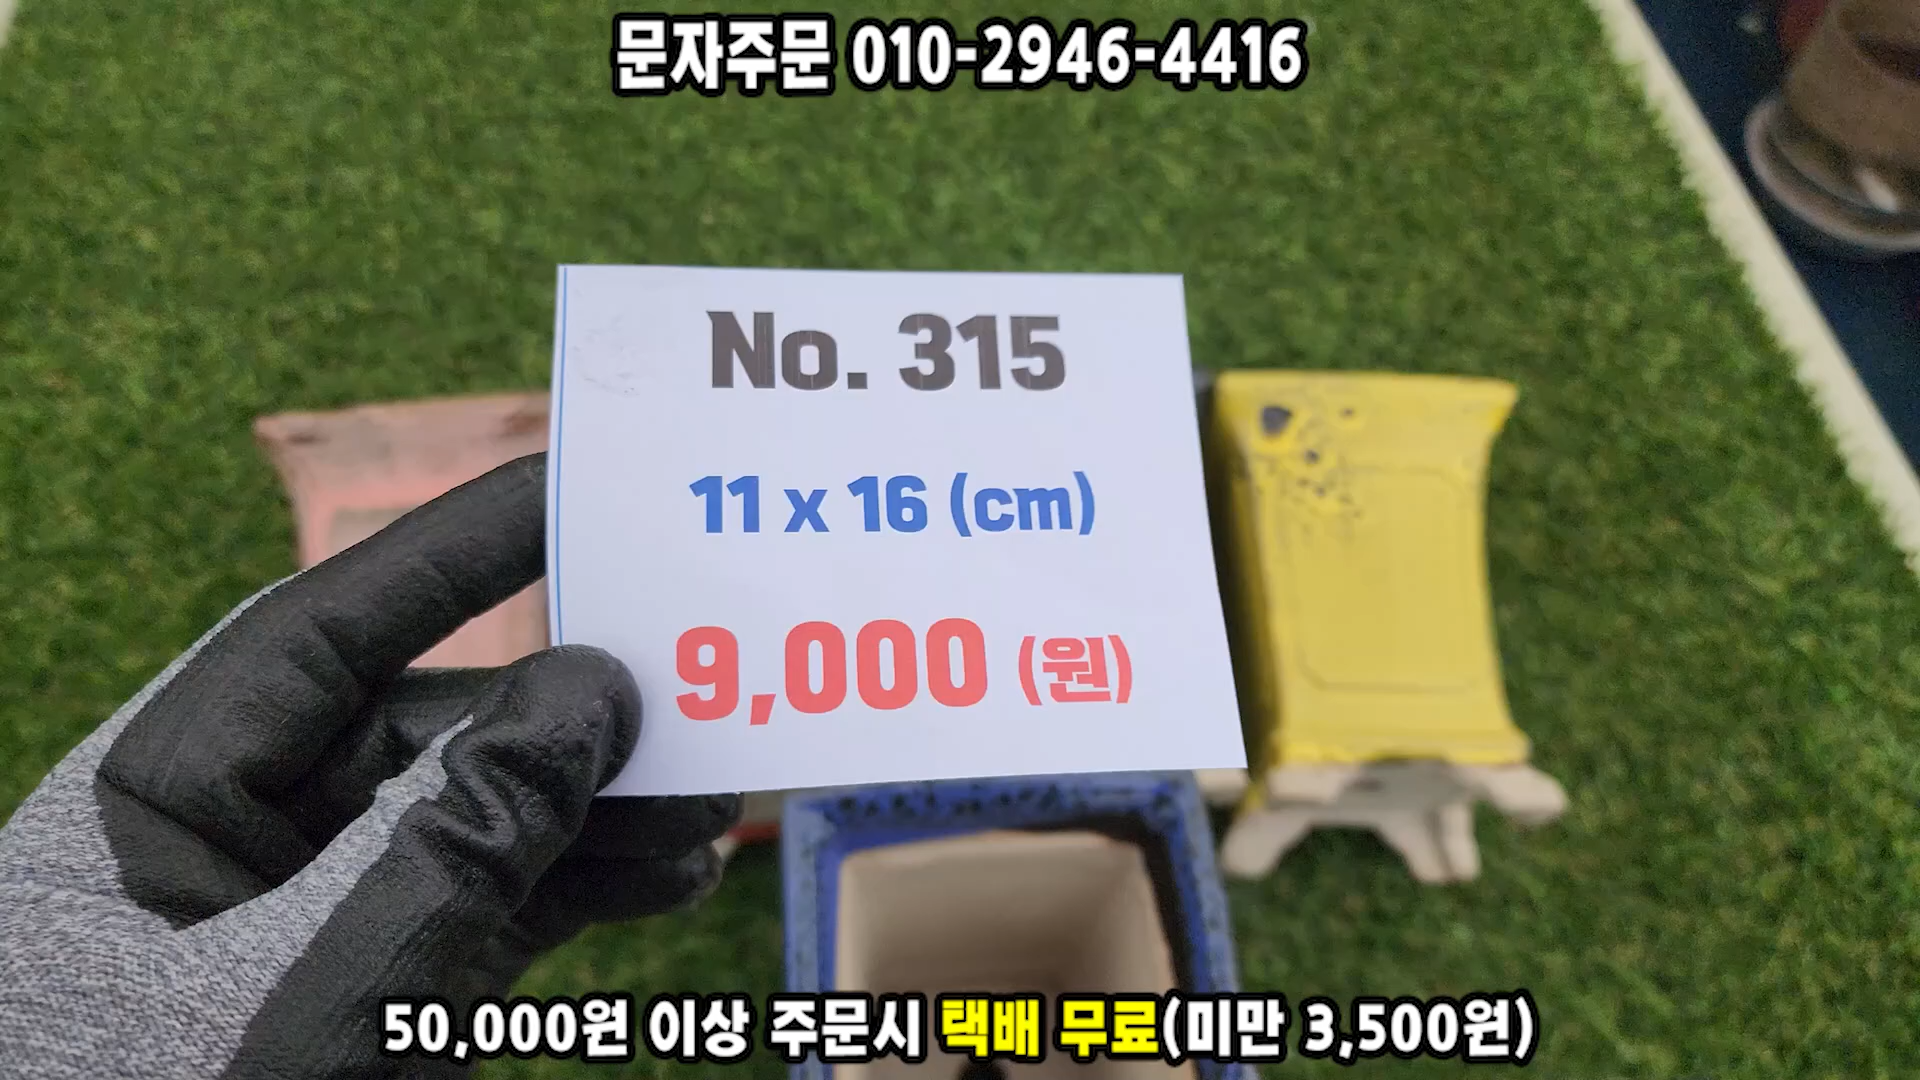 문자주문 010-2946-4416
No. 315
11 x 16 (cm)
9,000 (원)
50,000원 이상 주문시 택배 무료(미만 3,500원)